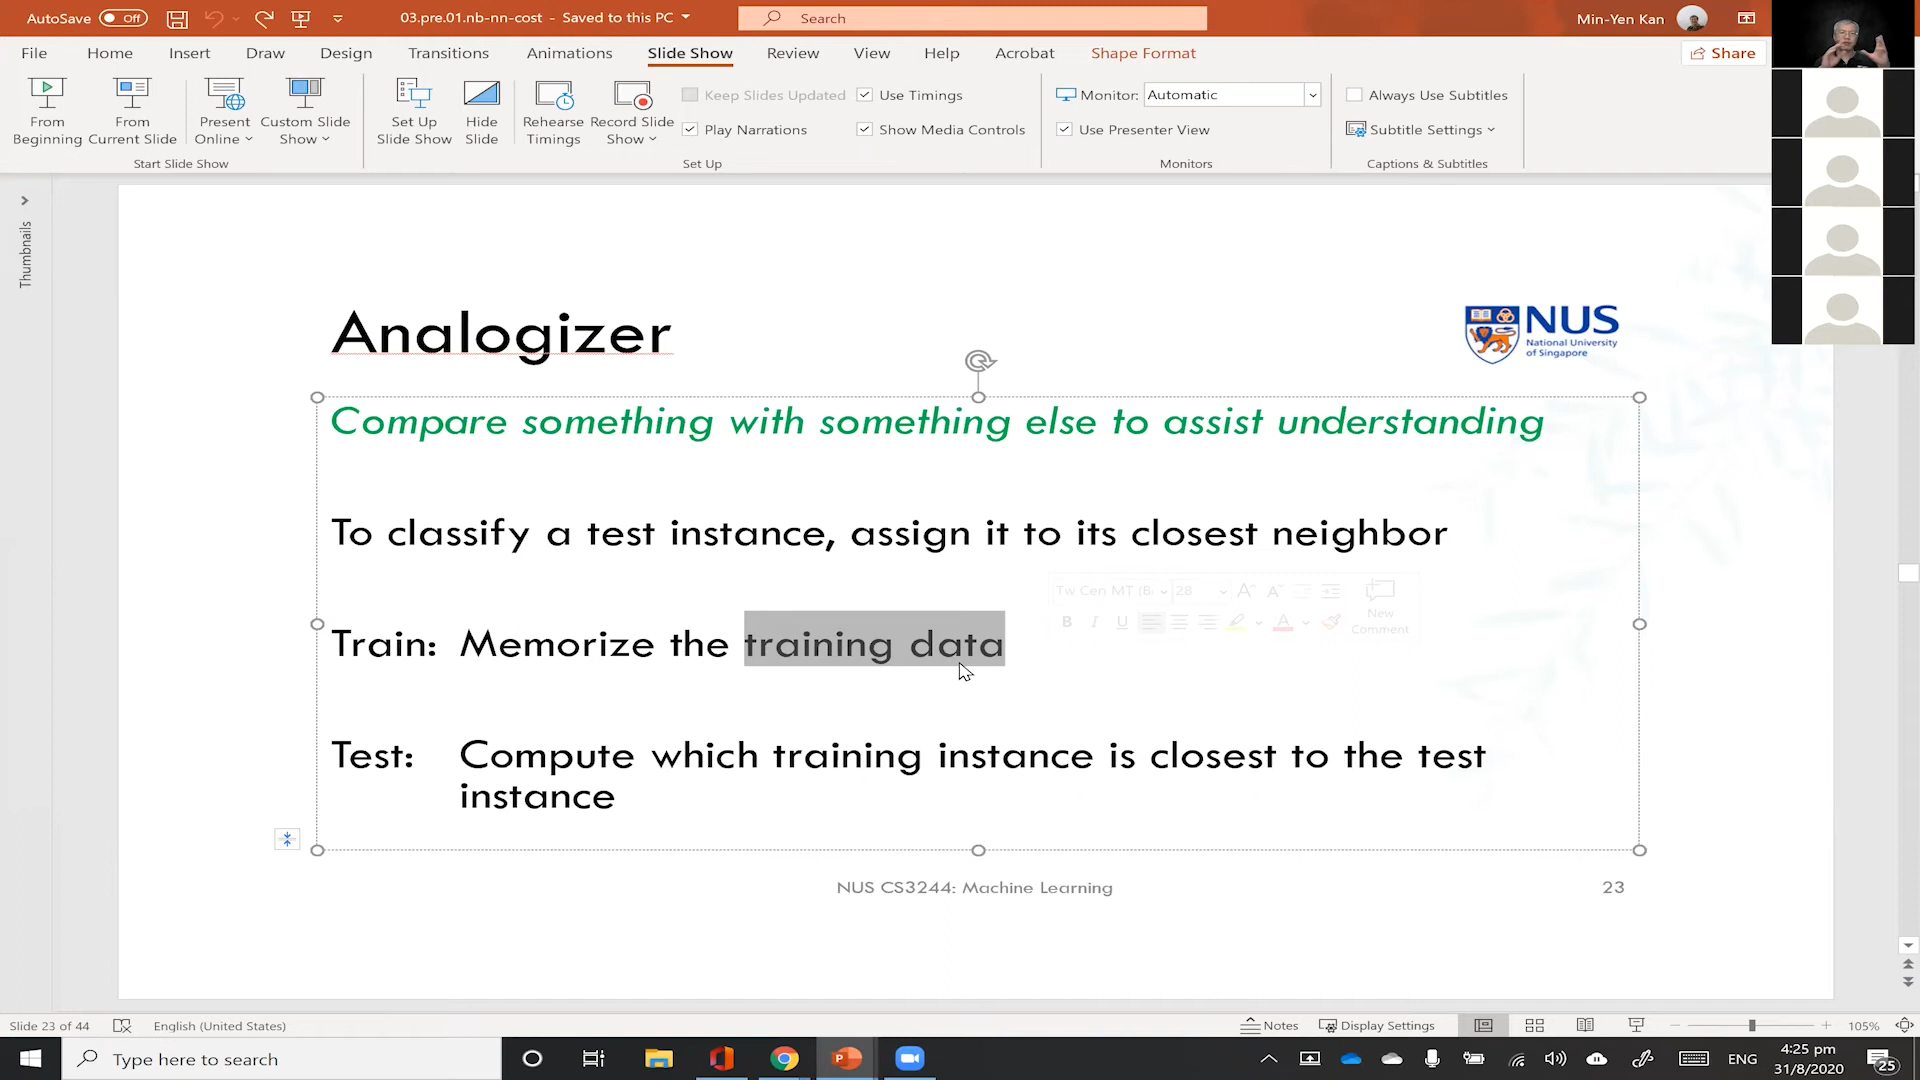 AutoSave Off 03.pre.01.nb-nn-cost - Saved to this PC Search Min-Yen Kan
File Home Insert Draw Design Transitions Animations Slide Show Review View Help Acrobat Shape Format Share
From Beginning
From Current Slide
Present Online
Custom Slide Show
Start Slide Show
Set Up Slide Show
Hide Slide
Rehearse Timings
Record Slide Show
Keep Slides Updated
Play Narrations
Use Timings
Show Media Controls
Set Up
Monitor: Automatic
Use Presenter View
Monitors
Always Use Subtitles
Subtitle Settings
Captions & Subtitles
Thumbnails
Analogizer
NUS
National University
of Singapore
Compare something with something else to assist understanding
To classify a test instance, assign it to its closest neighbor
Tw Cen MT (B 28
B I U
New
Comment
Train: Memorize the training data
Test: Compute which training instance is closest to the test
instance
NUS CS3244: Machine Learning 23
Slide 23 of 44 English (United States) Notes Display Settings 105%
Type here to search ENG 4:25 pm
31/8/2020 25